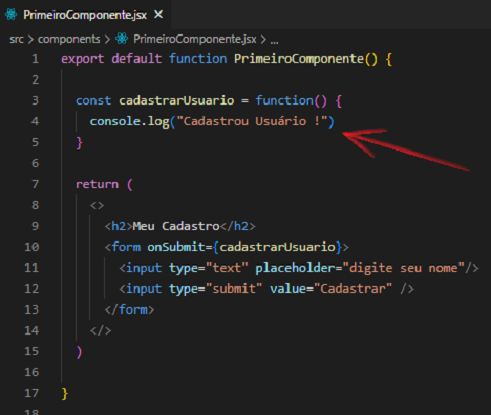 PrimeiroComponente.jsx ×
src > components > PrimeiroComponente.jsx > ...
1 export default function PrimeiroComponente() {
2
3 const cadastrarUsuario = function() {
4 console.log("Cadastrou Usuário !")
5 }
6
7 return (
8 <>
9 <h2>Meu Cadastro</h2>
10 <form onSubmit={cadastrarUsuario}>
11 <input type="text" placeholder="digite seu nome"/>
12 <input type="submit" value="Cadastrar" />
13 </form>
14 </>
15 )
16
17 }
18